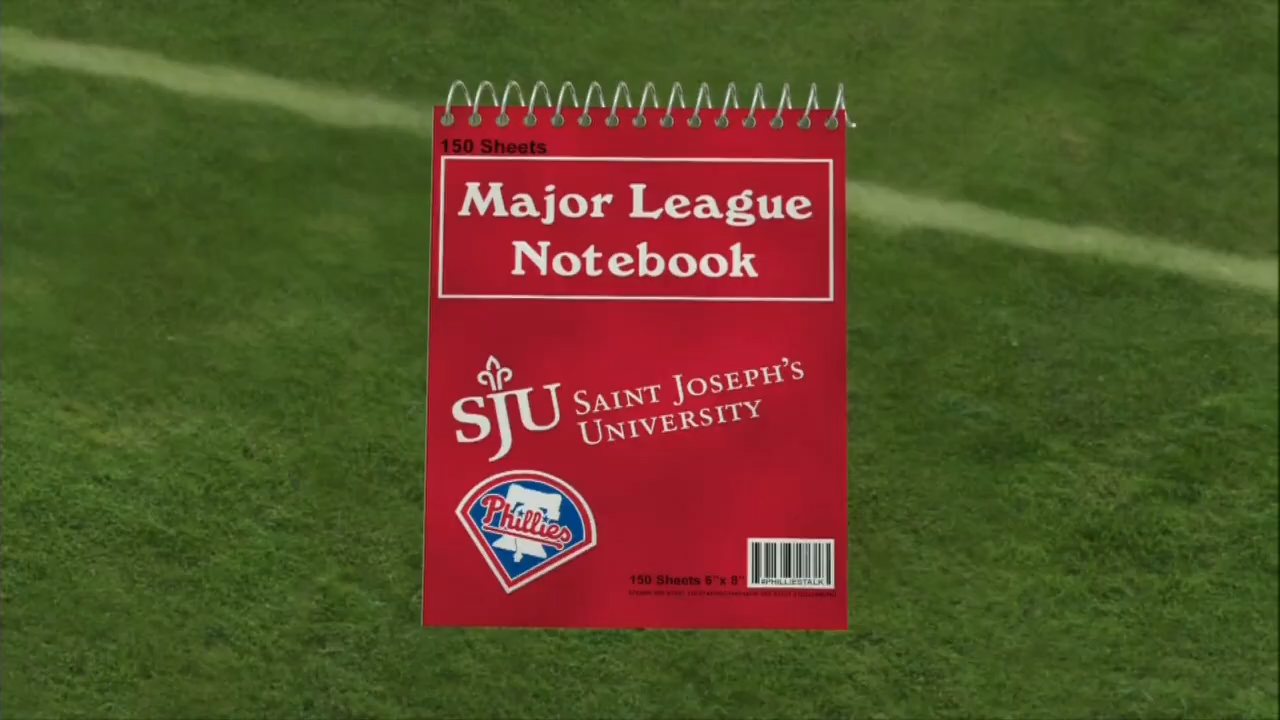 150 Sheets
Major League
Notebook
SJU
SAINT JOSEPH'S
UNIVERSITY
Phillies
150 Sheets 6"x 8"
#PHILLIESTALK